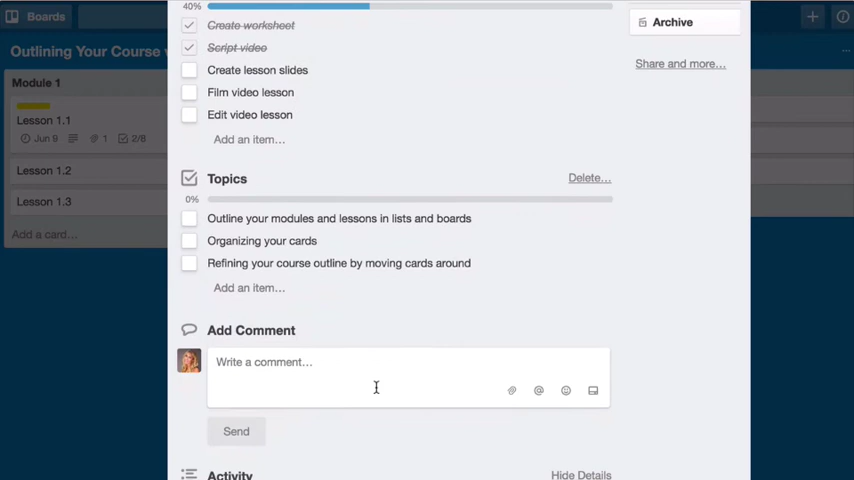 Boards
40%
Create worksheet
Archive
Outlining Your Course
Script video
Share and more...
Create lesson slides
Module 1
Film video lesson
Lesson 1.1
Edit video lesson
Jun 9 1 2/8
Add an item...
Lesson 1.2
Topics
Delete...
Lesson 1.3
0%
Outline your modules and lessons in lists and boards
Add a card...
Organizing your cards
Refining your course outline by moving cards around
Add an item...
Add Comment
Write a comment...
Send
Activity
Hide Details